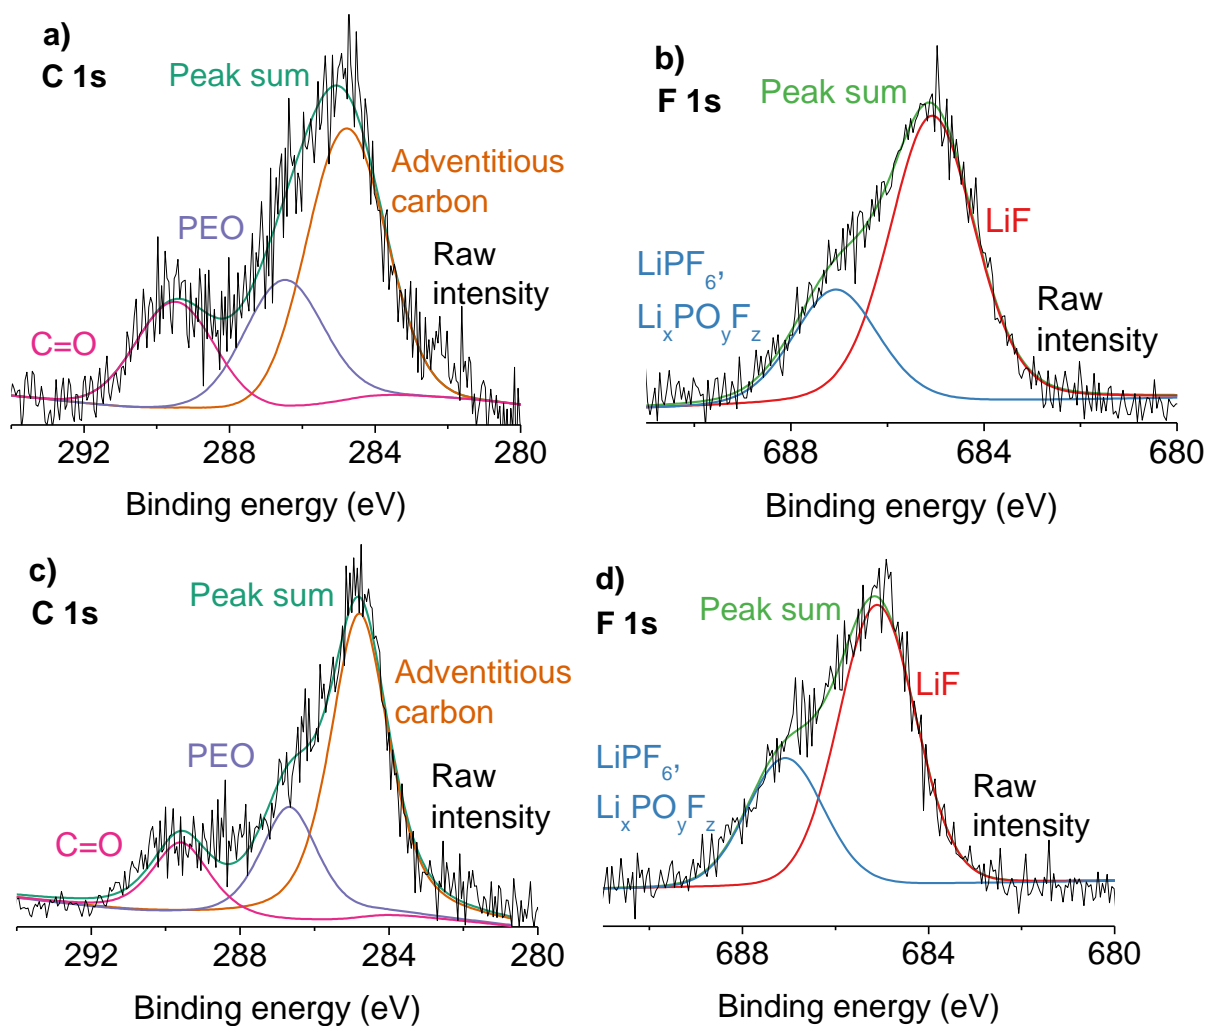 a)
C 1s
Peak sum
Adventitious
carbon
PEO
Raw
intensity
C=O
292 288 284 280
Binding energy (eV)
b)
F 1s
Peak sum
LiF
LiPF6,
LixPOyFz
Raw
intensity
688 684 680
Binding energy (eV)
c)
C 1s
Peak sum
Adventitious
carbon
PEO
Raw
intensity
C=O
292 288 284 280
Binding energy (eV)
d)
F 1s
Peak sum
LiF
LiPF6,
LixPOyFz
Raw
intensity
688 684 680
Binding energy (eV)